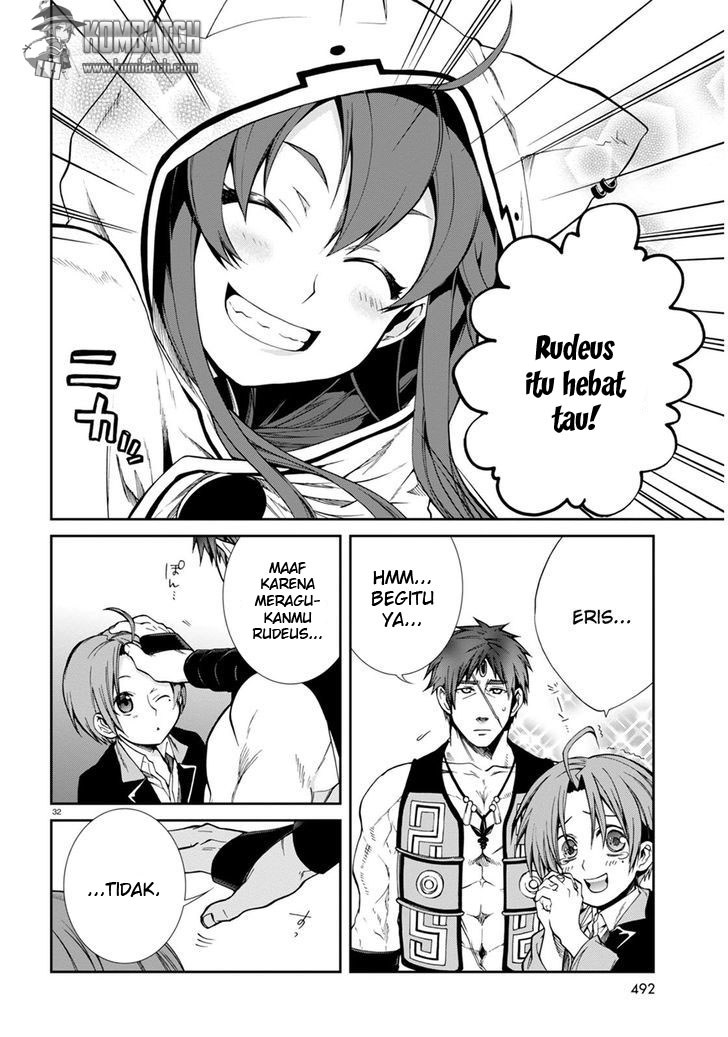 KOMBATCH
www.kombatch.com
Rudeus
itu hebat
tau!
ニカッ
ERIS...
HMM...
BEGITU
YA...
MAAF
KARENA
MERAGU-
KANMU
RUDEUS...
ぽん...
32
...TIDAK.
492